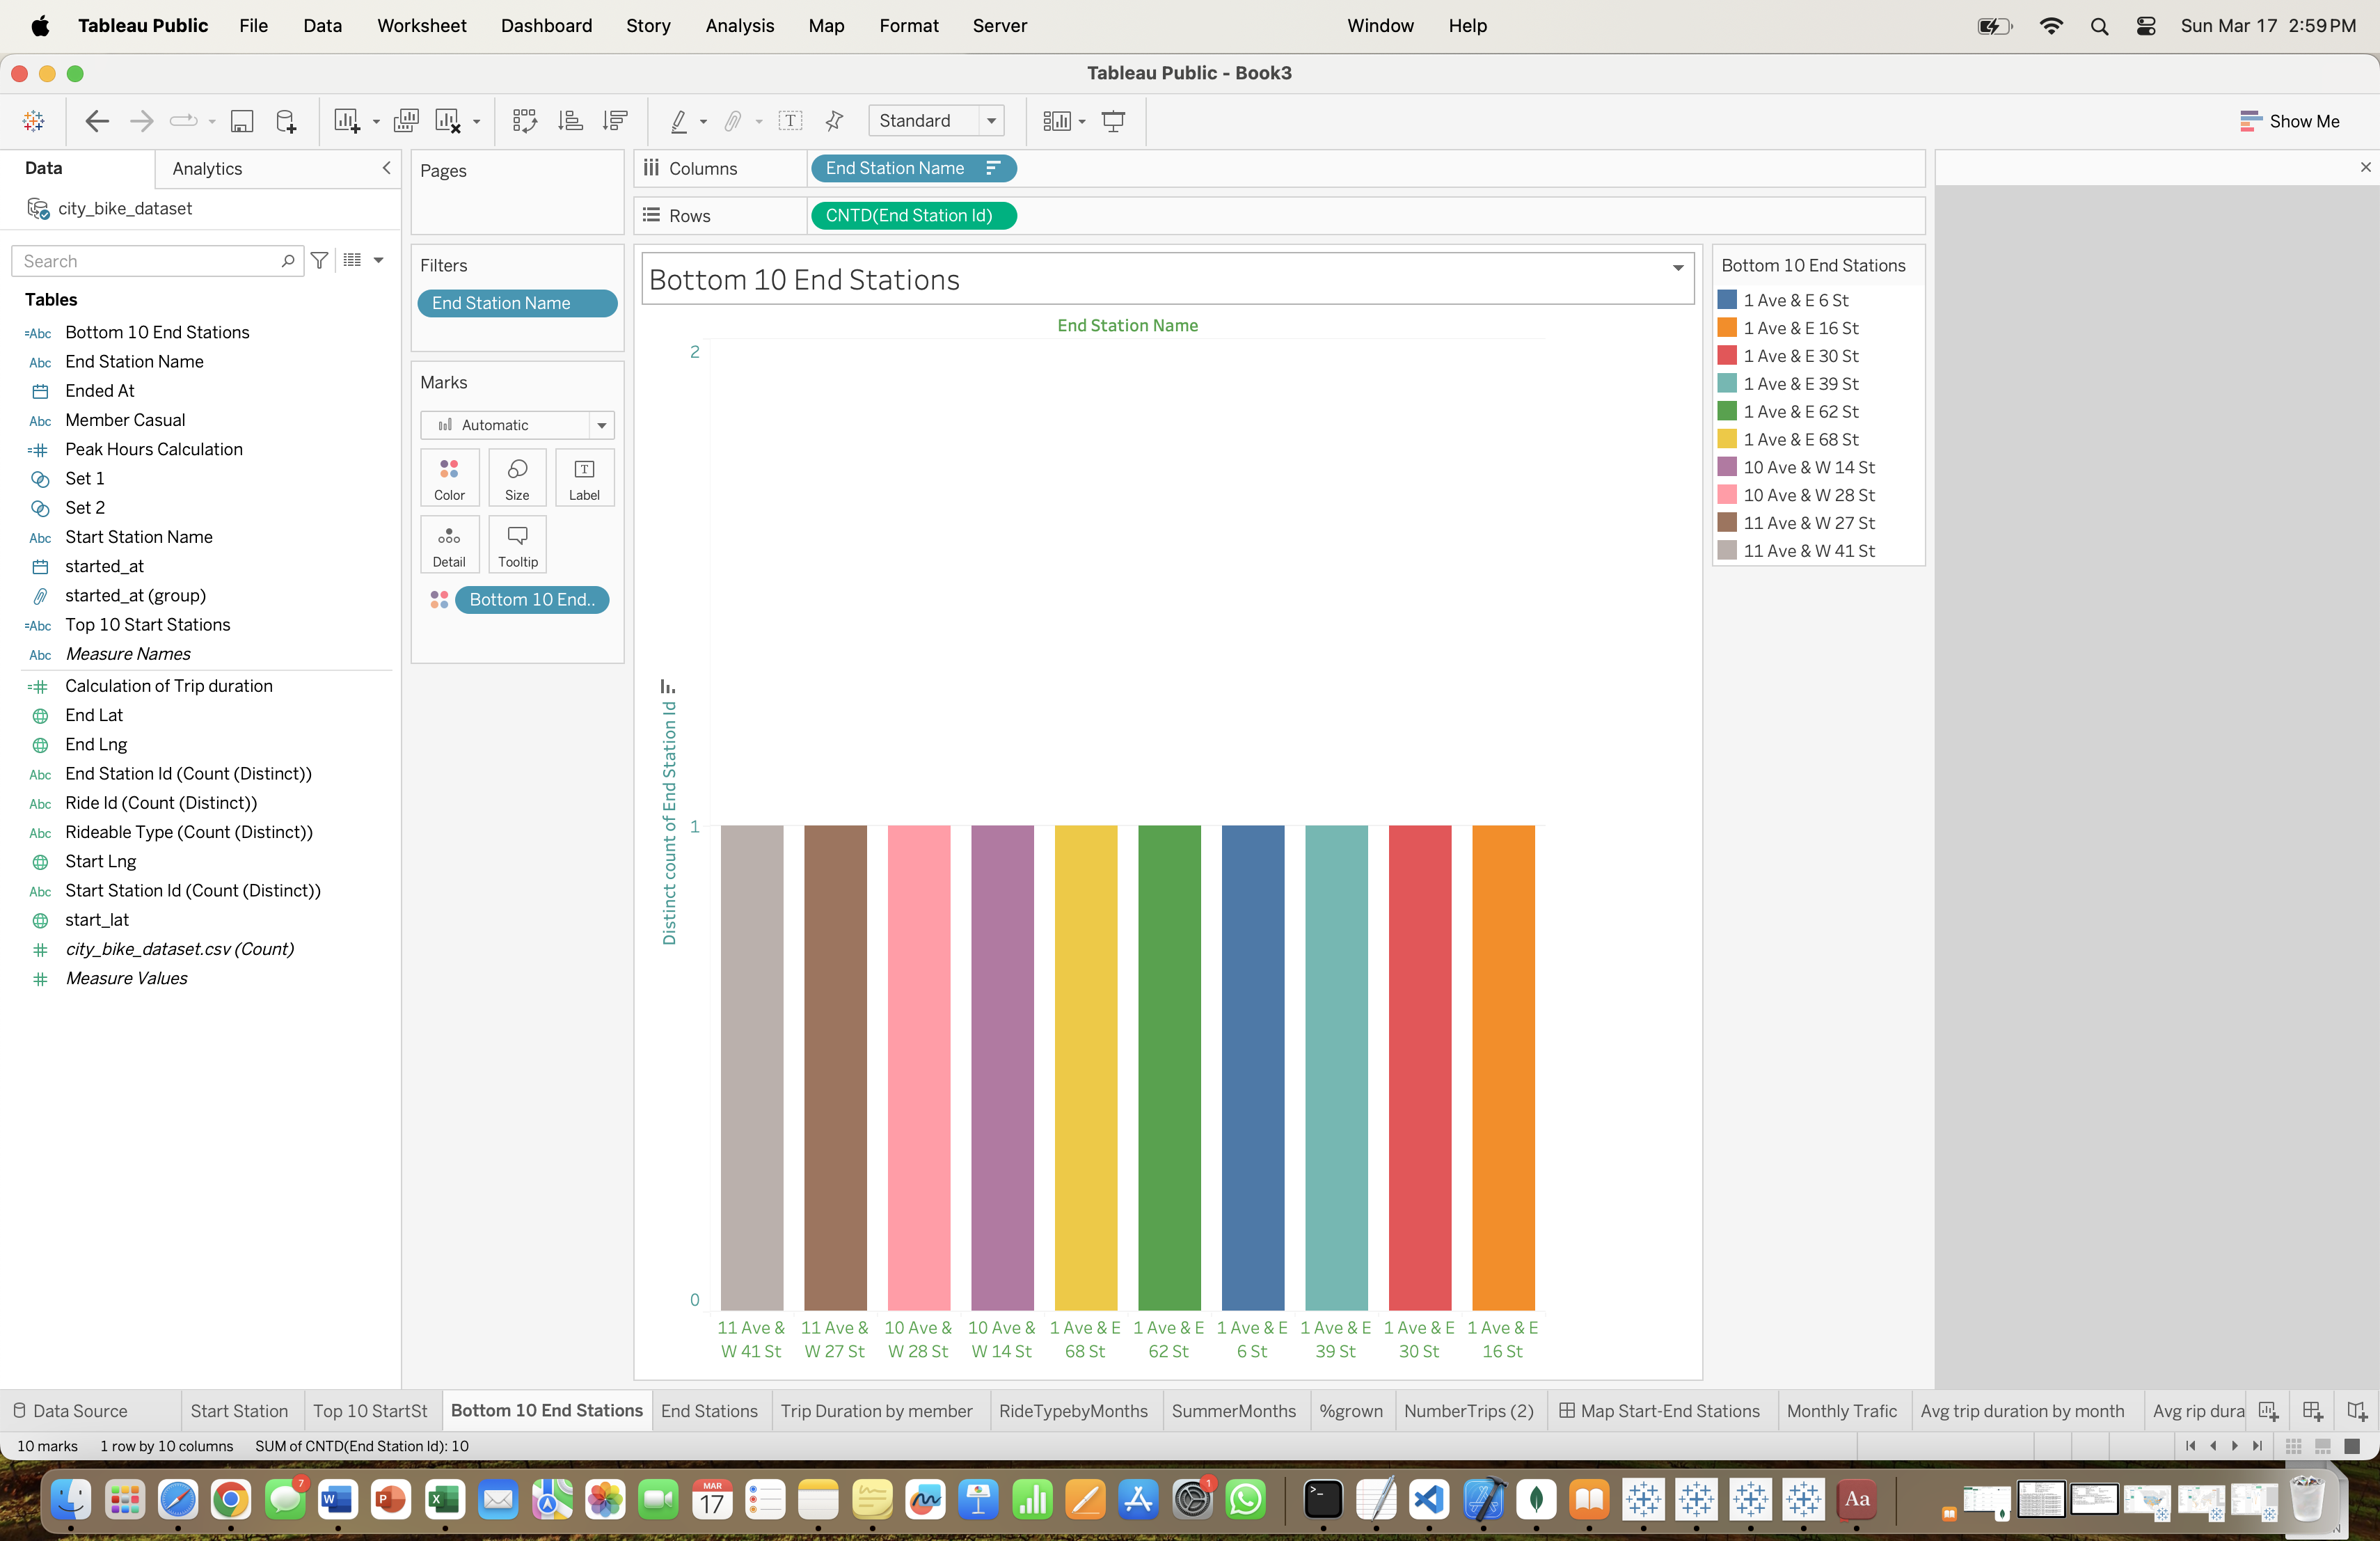 Tableau Public File Data Worksheet Dashboard Story Analysis Map Format Server Window Help Sun Mar 17 2:59 PM
Tableau Public - Book3
Standard
Show Me
Data
Analytics
city_bike_dataset
Search
Tables
=Abc Bottom 10 End Stations
Abc End Station Name
Ended At
Abc Member Casual
=# Peak Hours Calculation
Set 1
Set 2
Abc Start Station Name
started_at
started_at (group)
=Abc Top 10 Start Stations
Abc Measure Names
=# Calculation of Trip duration
End Lat
End Lng
Abc End Station Id (Count (Distinct))
Abc Ride Id (Count (Distinct))
Abc Rideable Type (Count (Distinct))
Start Lng
Abc Start Station Id (Count (Distinct))
start_lat
# city_bike_dataset.csv (Count)
# Measure Values
Pages
Filters
End Station Name
Marks
Automatic
Color
Size
T
Label
Detail
Tooltip
Bottom 10 End..
Columns
End Station Name
Rows
CNTD(End Station Id)
Bottom 10 End Stations
End Station Name
2
1
0
Distinct count of End Station Id
11 Ave & W 41 St
11 Ave & W 27 St
10 Ave & W 28 St
10 Ave & W 14 St
1 Ave & E 68 St
1 Ave & E 62 St
1 Ave & E 6 St
1 Ave & E 39 St
1 Ave & E 30 St
1 Ave & E 16 St
Bottom 10 End Stations
1 Ave & E 6 St
1 Ave & E 16 St
1 Ave & E 30 St
1 Ave & E 39 St
1 Ave & E 62 St
1 Ave & E 68 St
10 Ave & W 14 St
10 Ave & W 28 St
11 Ave & W 27 St
11 Ave & W 41 St
Data Source
Start Station
Top 10 StartSt
Bottom 10 End Stations
End Stations
Trip Duration by member
RideTypebyMonths
SummerMonths
%grown
NumberTrips (2)
Map Start-End Stations
Monthly Trafic
Avg trip duration by month
Avg rip dura
10 marks 1 row by 10 columns SUM of CNTD(End Station Id): 10
7
W
P
X
MAR
17
1
Aa